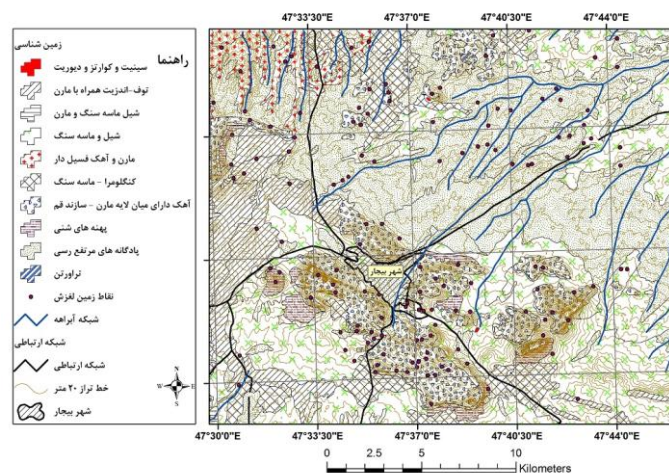 47°33'30"E 47°37'0"E 47°40'30"E 47°44'0"E
راهنما
زمین شناسی
سینیت و کوارتز و دیوریت
توف-اندزیت همراه با مارن
شیل ماسه سنگ و مارن
شیل و ماسه سنگ
مارن و آهک فسیل دار
کنگلومرا - ماسه سنگ
آهک دارای میان لایه مارن - سازند قم
پهنه های شنی
پادگانه های مرتفع رسی
تراورتن
نقاط زمین لغزش
شبکه آبراهه
شبکه ارتباطی
شبکه ارتباطی
خط تراز ۲۰ متر
شهر بیجار
شهر بیجار
N
W E
S
47°30'0"E 47°33'30"E 47°37'0"E 47°40'30"E 47°44'0"E
0 2.5 5 10
Kilometers